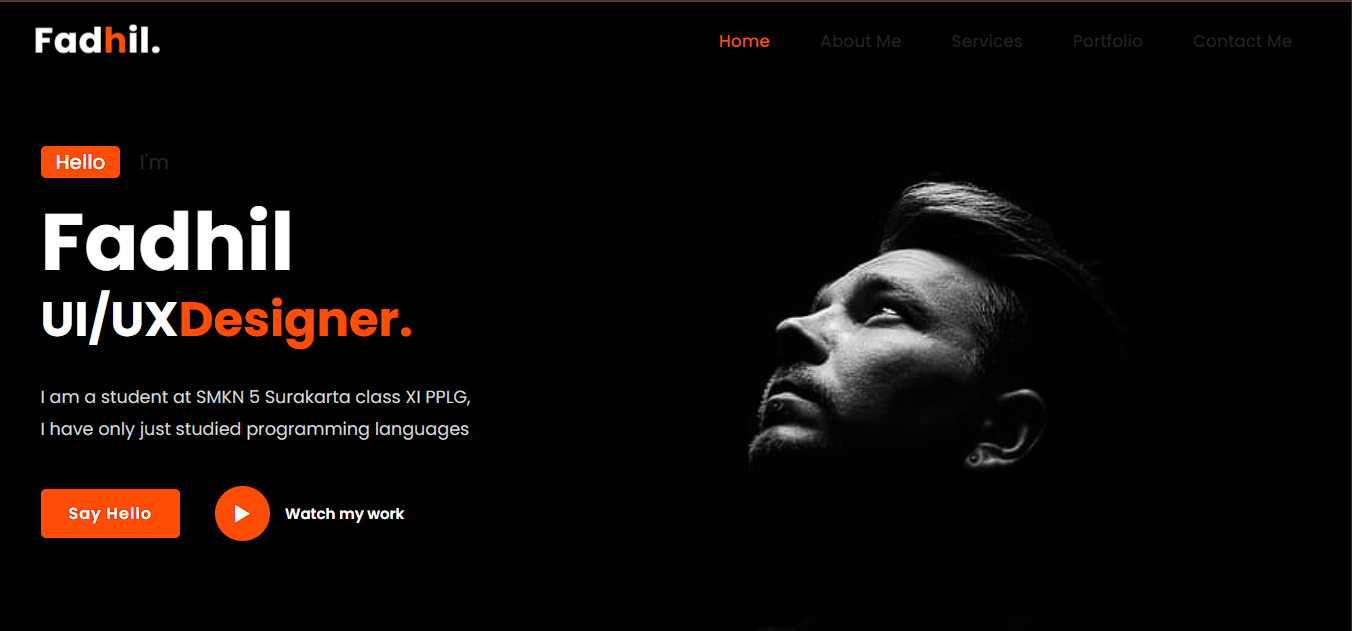 Fadhil.
Home About Me Services Portfolio Contact Me
Hello I'm
Fadhil
UI/UXDesigner.
I am a student at SMKN 5 Surakarta class XI PPLG,
I have only just studied programming languages
Say Hello Watch my work